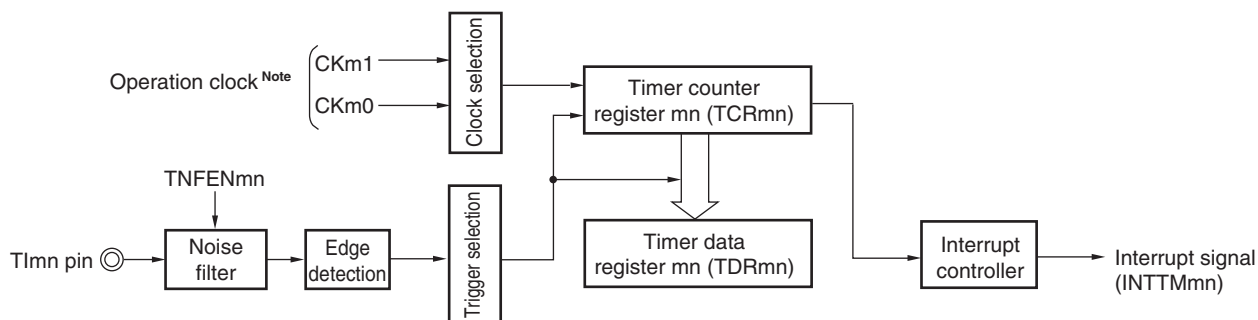 Operation clock Note
CKm1
CKm0
Clock selection
Timer counter
register mn (TCRmn)
TNFENmn
TImn pin
Noise
filter
Edge
detection
Trigger selection
Timer data
register mn (TDRmn)
Interrupt
controller
Interrupt signal
(INTTMmn)